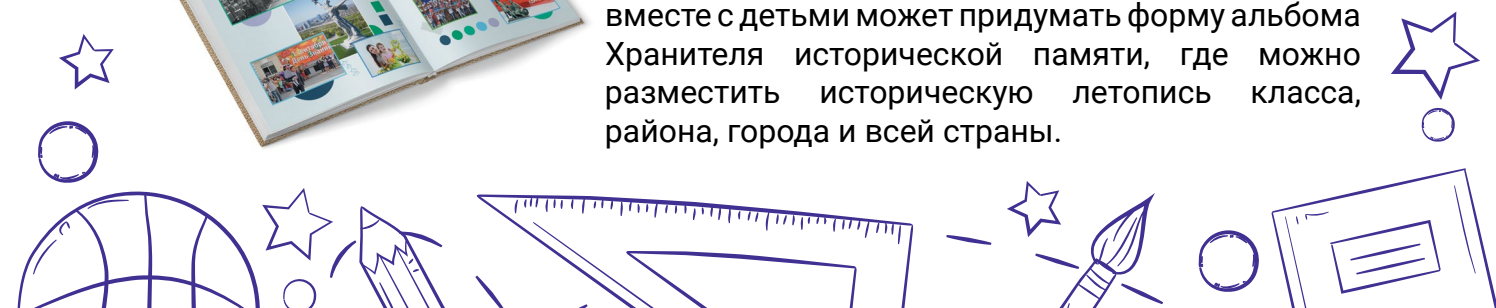 вместе с детьми может придумать форму альбома
Хранителя исторической памяти, где можно
разместить историческую летопись класса,
района, города и всей страны.